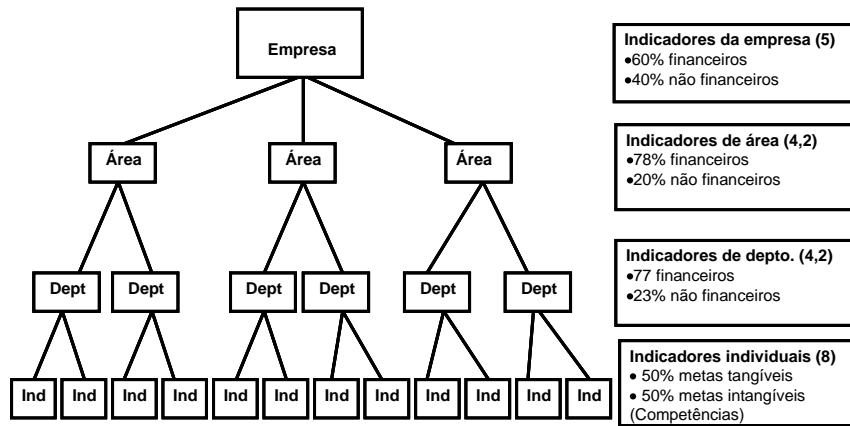 Empresa
Indicadores da empresa (5)
•60% financeiros
•40% não financeiros
Área
Área
Área
Indicadores de área (4,2)
•78% financeiros
•20% não financeiros
Dept
Dept
Dept
Dept
Dept
Dept
Indicadores de depto. (4,2)
•77 financeiros
•23% não financeiros
Ind
Ind
Ind
Ind
Ind
Ind
Ind
Ind
Ind
Ind
Ind
Ind
Indicadores individuais (8)
• 50% metas tangíveis
• 50% metas intangíveis
(Competências)